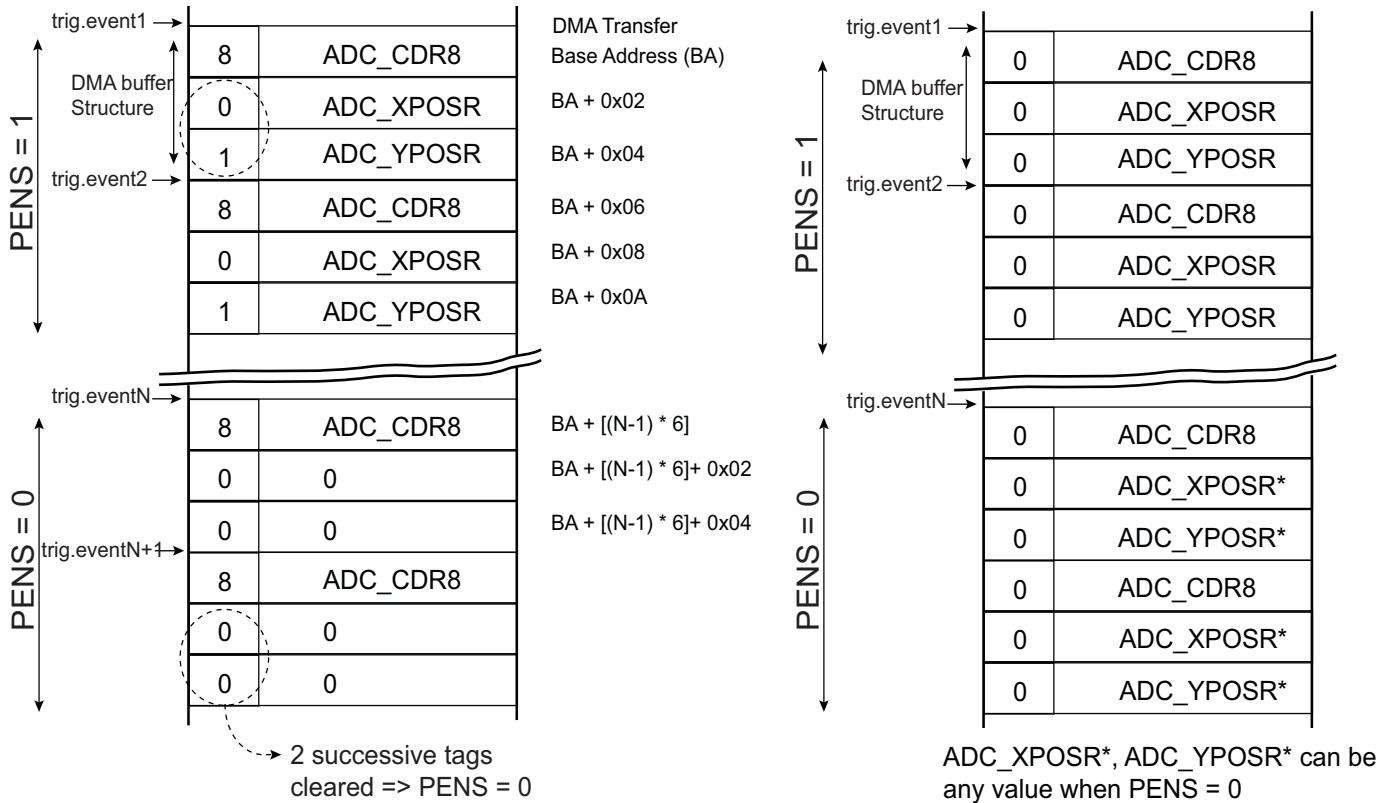 trig.event1
DMA Transfer
8 ADC_CDR8 Base Address (BA)
DMA buffer
Structure
0 ADC_XPOSR BA + 0x02
1 ADC_YPOSR BA + 0x04
PENS = 1
trig.event2
8 ADC_CDR8 BA + 0x06
0 ADC_XPOSR BA + 0x08
1 ADC_YPOSR BA + 0x0A
trig.eventN
8 ADC_CDR8 BA + [(N-1) * 6]
0 0 BA + [(N-1) * 6]+ 0x02
0 0 BA + [(N-1) * 6]+ 0x04
PENS = 0
trig.eventN+1
8 ADC_CDR8
0 0
0 0
2 successive tags
cleared => PENS = 0
trig.event1
0 ADC_CDR8
DMA buffer
Structure
0 ADC_XPOSR
0 ADC_YPOSR
PENS = 1
trig.event2
0 ADC_CDR8
0 ADC_XPOSR
0 ADC_YPOSR
trig.eventN
0 ADC_CDR8
0 ADC_XPOSR*
0 ADC_YPOSR*
PENS = 0
0 ADC_CDR8
0 ADC_XPOSR*
0 ADC_YPOSR*
ADC_XPOSR*, ADC_YPOSR* can be
any value when PENS = 0